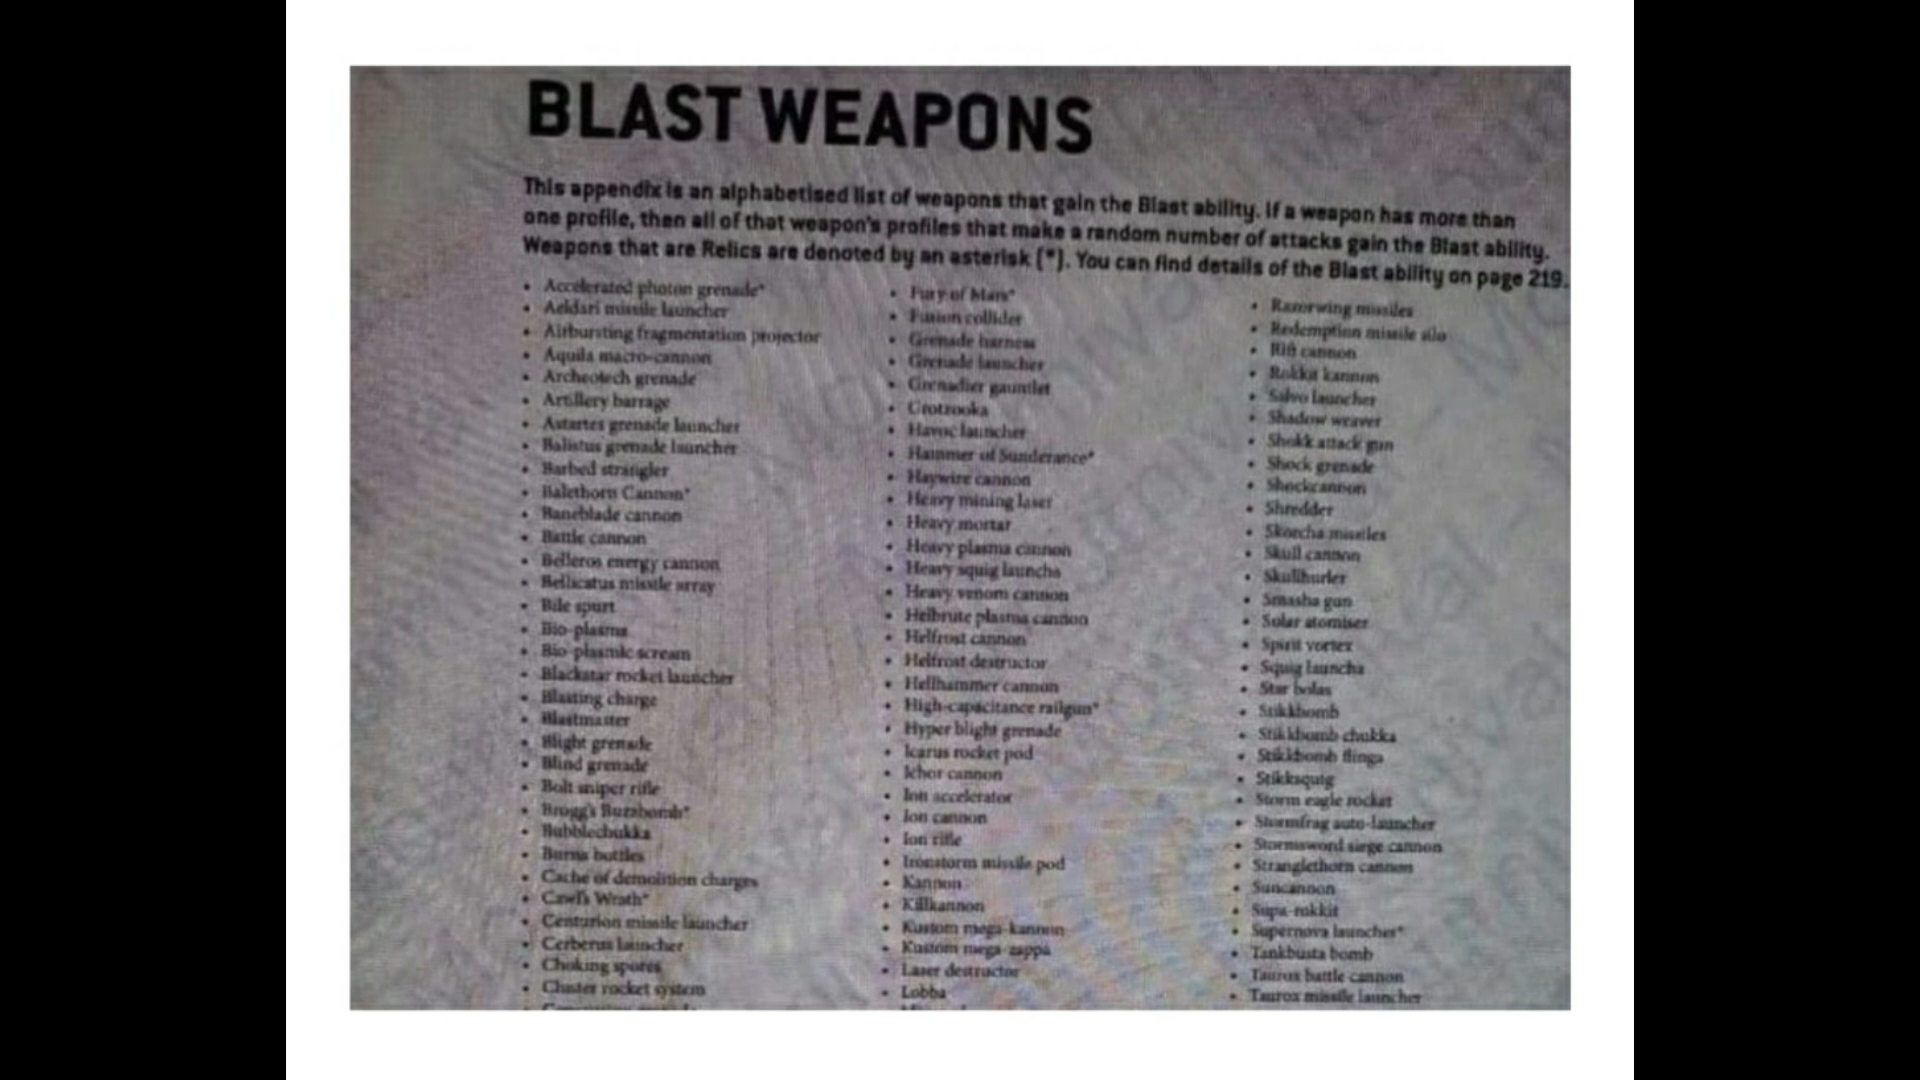 BLAST WEAPONS
This appendix is an alphabetised list of weapons that gain the Blast ability. If a weapon has more than
one profile, then all of that weapon's profiles that make a random number of attacks gain the Blast ability.
Weapons that are Relics are denoted by an asterisk (*). You can find details of the Blast ability on page 219.
• Accelerated photon grenade*
• Aeldari missile launcher
• Airbursting fragmentation projector
• Aquila macro-cannon
• Archeotech grenade
• Artillery barrage
• Astartes grenade launcher
• Balistus grenade launcher
• Barbed strangler
• Balethorn Cannon*
• Baneblade cannon
• Battle cannon
• Belleros energy cannon
• Bellicatus missile array
• Bile spurt
• Bio-plasma
• Bio-plasmic scream
• Blackstar rocket launcher
• Blasting charge
• Blastmaster
• Blight grenade
• Blind grenade
• Bolt sniper rifle
• Brogg's Buzzbomb*
• Bubblechukka
• Burna bottles
• Cache of demolition charges
• Cawl's Wrath*
• Centurion missile launcher
• Cerberus launcher
• Choking spores
• Cluster rocket system
• Fury of Mars*
• Fusion collider
• Grenade harness
• Grenade launcher
• Grenadier gauntlet
• Grotzooka
• Havoc launcher
• Hammer of Sunderance*
• Haywire cannon
• Heavy mining laser
• Heavy mortar
• Heavy plasma cannon
• Heavy squig launcha
• Heavy venom cannon
• Helbrute plasma cannon
• Helfrost cannon
• Helfrost destructor
• Hellhammer cannon
• High-capacitance railgun*
• Hyper blight grenade
• Icarus rocket pod
• Ichor cannon
• Ion accelerator
• Ion cannon
• Ion rifle
• Ironstorm missile pod
• Kannon
• Killkannon
• Kustom mega-kannon
• Kustom mega-zappa
• Laser destructor
• Lobba
• Razorwing missiles
• Redemption missile silo
• Rift cannon
• Rokkit kannon
• Salvo launcher
• Shadow weaver
• Shokk attack gun
• Shock grenade
• Shockcannon
• Shredder
• Skorcha missiles
• Skull cannon
• Skullhurler
• Smasha gun
• Solar atomiser
• Spirit vortex
• Squig launcha
• Star bolas
• Stikkbomb
• Stikkbomb chukka
• Stikkbomb flinga
• Stikksquig
• Storm eagle rocket
• Stormfrag auto-launcher
• Stormsword siege cannon
• Stranglethorn cannon
• Suncannon
• Supa-rokkit
• Supernova launcher*
• Tankbusta bomb
• Taurox battle cannon
• Taurox missile launcher